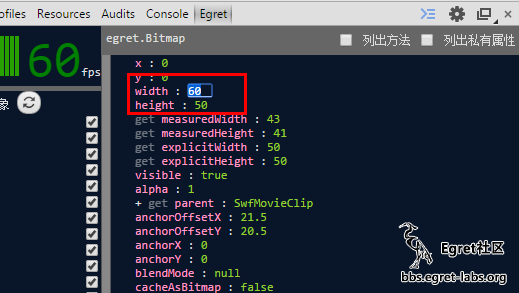 ofiles Resources Audits Console Egret
60 fps
egret.Bitmap 列出方法 列出私有属性
象
x : 0
y : 0
width : 60
height : 50
get measuredWidth : 43
get measuredHeight : 41
get explicitWidth : 50
get explicitHeight : 50
visible : true
alpha : 1
+ get parent : SwfMovieClip
anchorOffsetX : 21.5
anchorOffsetY : 20.5
anchorX : 0
anchorY : 0
blendMode : null
cacheAsBitmap : false
Egret社区
bbs.egret-labs.org